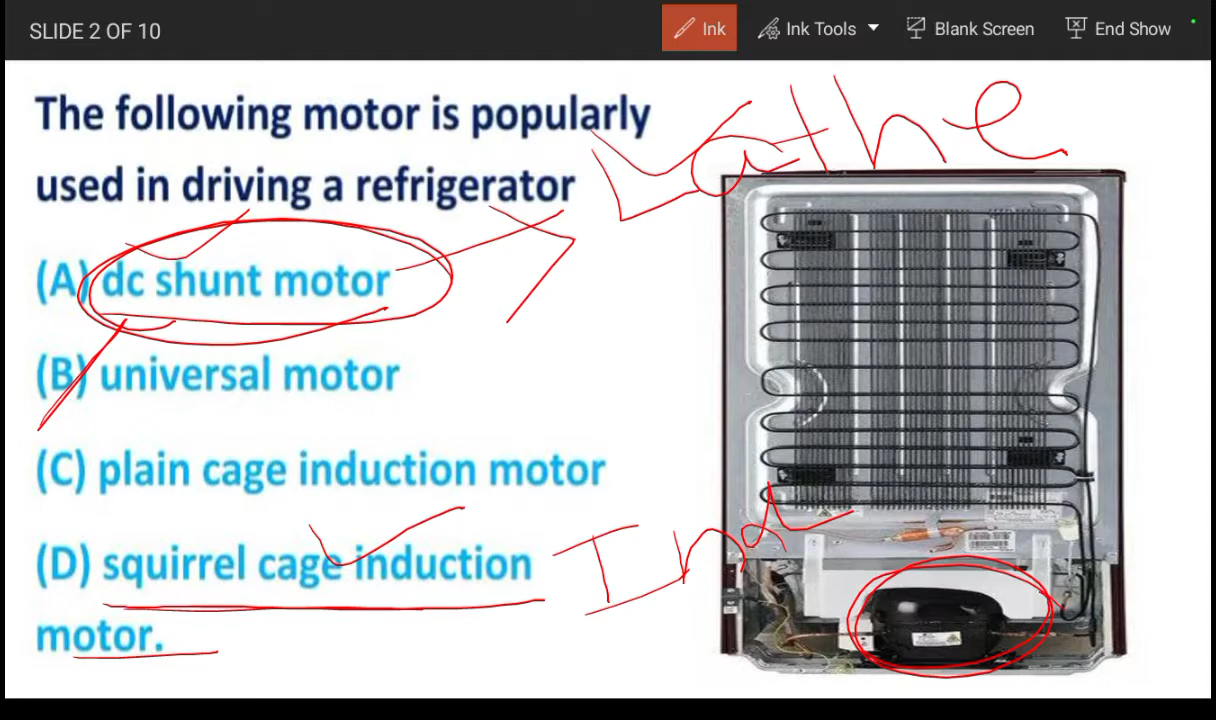 SLIDE 2 OF 10
Ink
Ink Tools
Blank Screen
End Show
The following motor is popularly
used in driving a refrigerator
(A) dc shunt motor
(B) universal motor
(C) plain cage induction motor
(D) squirrel cage induction
motor.
Lathe
Ind